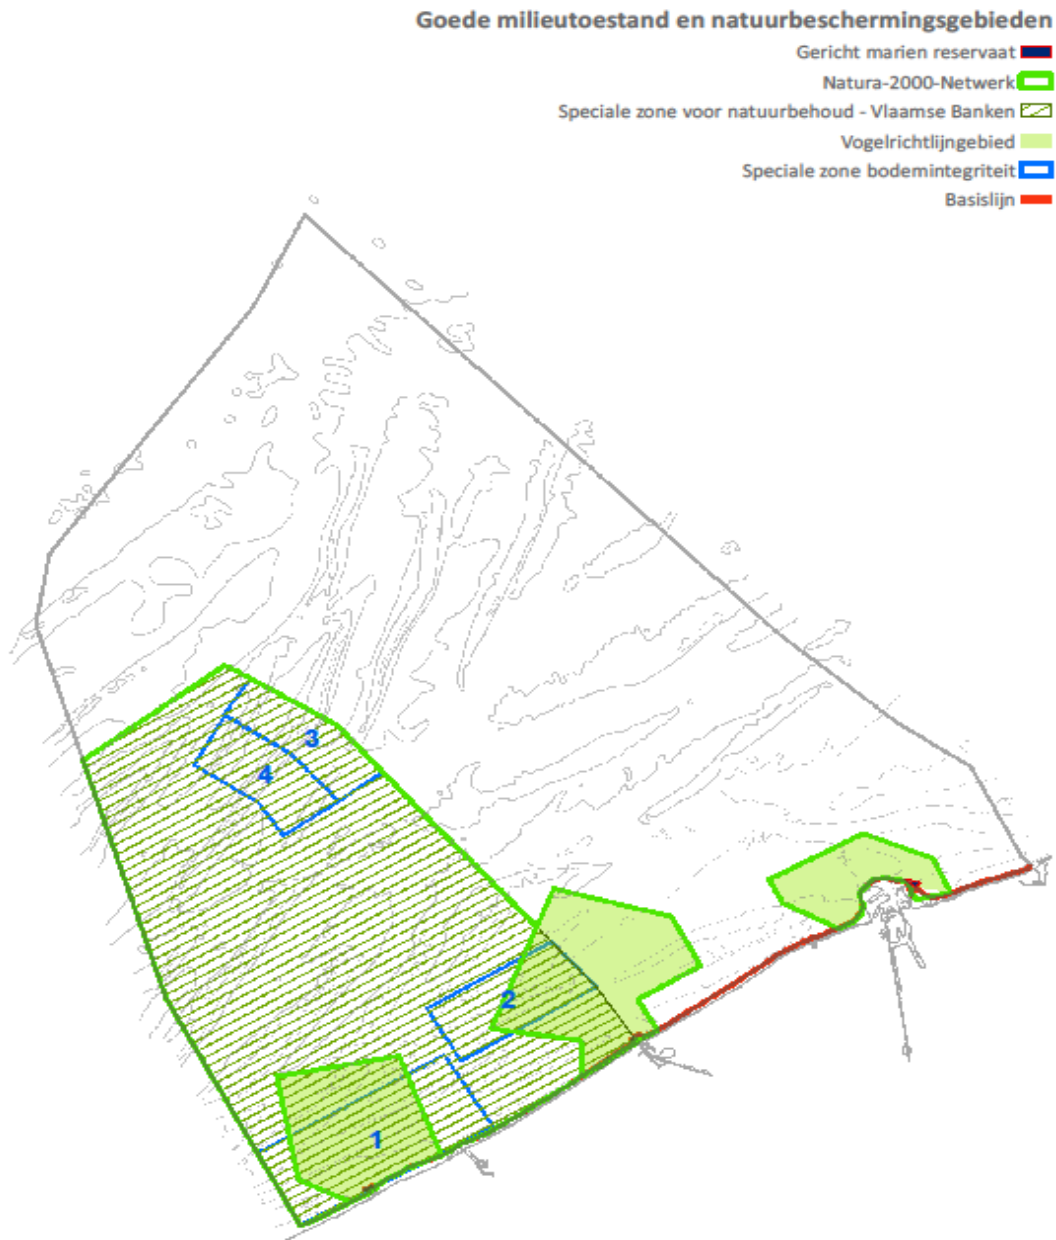 Goede milieutoestand en natuurbeschermingsgebieden
Gericht marien reservaat
Natura-2000-Netwerk
Speciale zone voor natuurbehoud - Vlaamse Banken
Vogelrichtlijngebied
Speciale zone bodemintegriteit
Basislijn
3
4
2
1